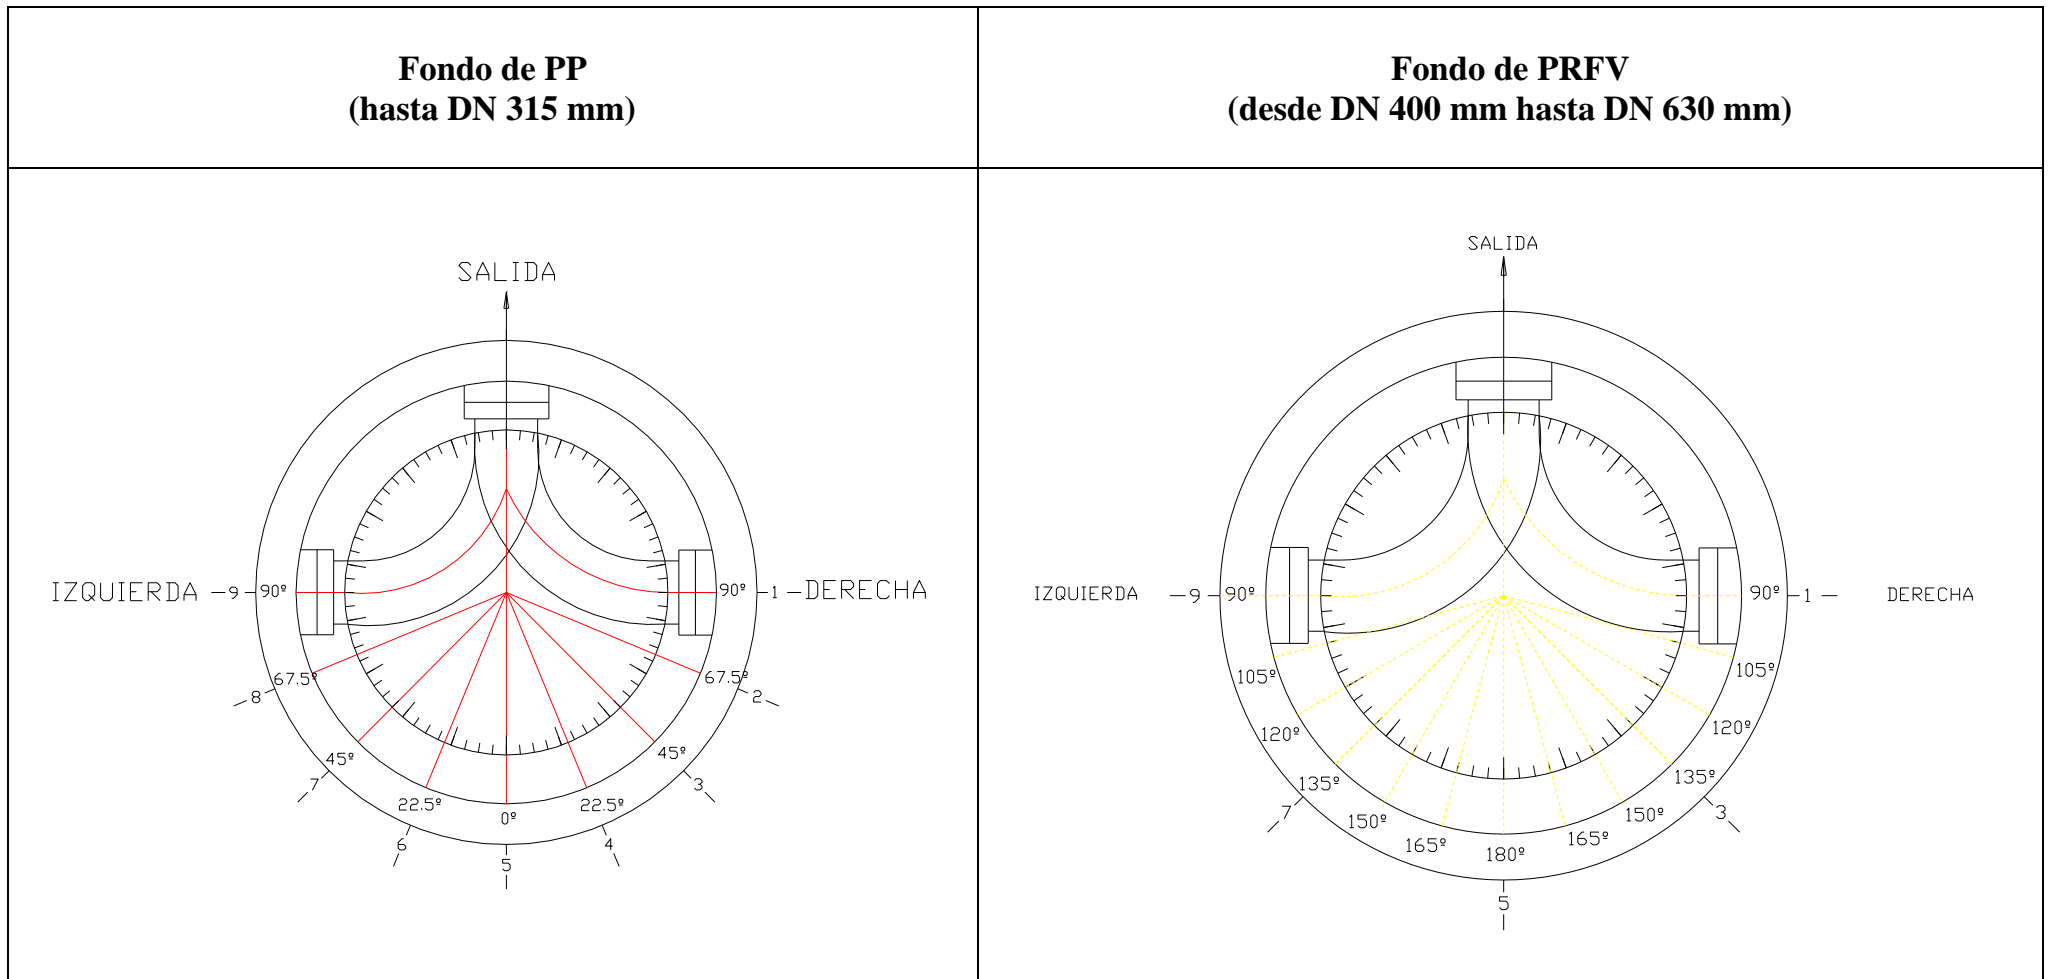 Fondo de PP
(hasta DN 315 mm)
Fondo de PRFV
(desde DN 400 mm hasta DN 630 mm)
SALIDA
IZQUIERDA
9
90º
90º
1
DERECHA
67.5º
67.5º
8
2
45º
45º
7
3
22.5º
22.5º
0º
6
4
5
SALIDA
IZQUIERDA
9
90º
90º
1
DERECHA
105º
105º
120º
120º
135º
135º
7
3
150º
150º
165º
165º
180º
5